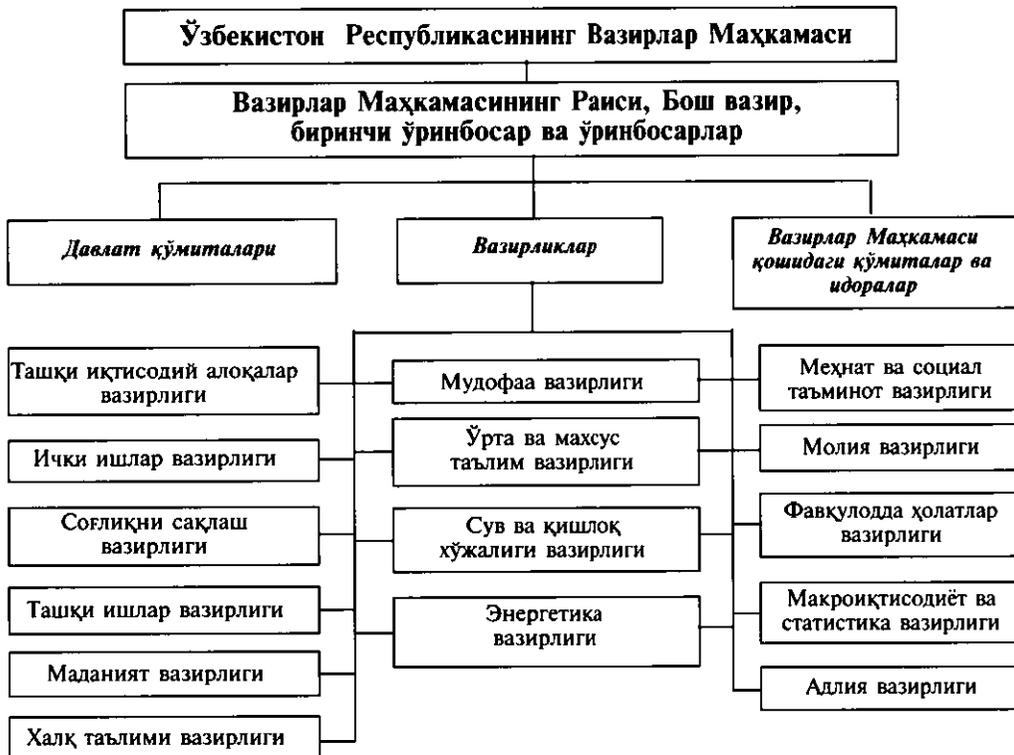 Ўзбекистон Республикасининг Вазирлар Маҳкамаси
Вазирлар Маҳкамасининг Раиси, Бош вазир,
биринчи ўринбосар ва ўринбосарлар
Давлат қўмиталари
Вазирликлар
Вазирлар Маҳкамаси
қошидаги қўмиталар ва
идоралар
Ташқи иқтисодий алоқалар
вазирлиги
Ички ишлар вазирлиги
Соғлиқни сақлаш
вазирлиги
Ташқи ишлар вазирлиги
Маданият вазирлиги
Халқ таълими вазирлиги
Мудофаа вазирлиги
Ўрта ва махсус
таълим вазирлиги
Сув ва қишлоқ
хўжалиги вазирлиги
Энергетика
вазирлиги
Меҳнат ва социал
таъминот вазирлиги
Молия вазирлиги
Фавқулодда ҳолатлар
вазирлиги
Макроиқтисодиёт ва
статистика вазирлиги
Адлия вазирлиги